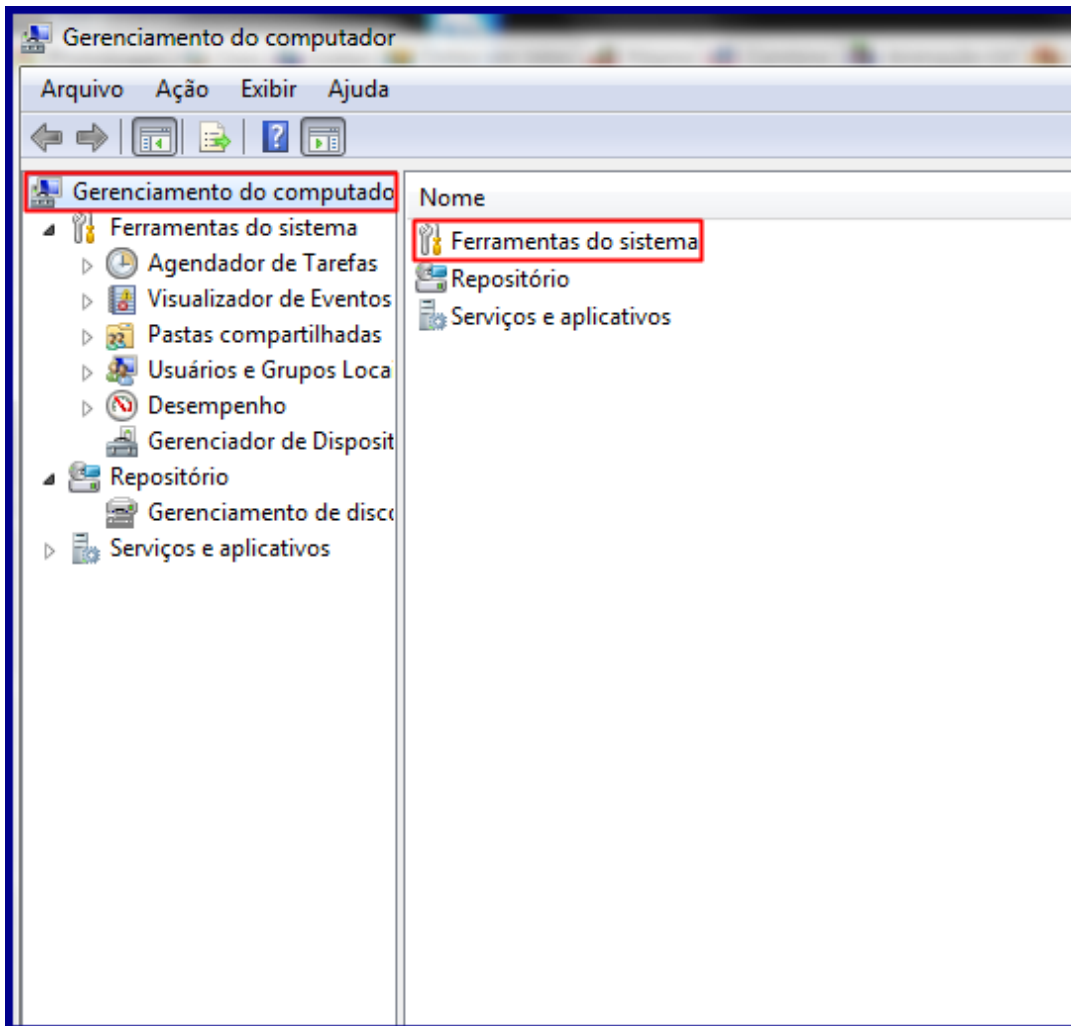 Gerenciamento do computador
Arquivo Ação Exibir Ajuda
Gerenciamento do computado
Ferramentas do sistema
Agendador de Tarefas
Visualizador de Eventos
Pastas compartilhadas
Usuários e Grupos Loca
Desempenho
Gerenciador de Disposit
Repositório
Gerenciamento de disco
Serviços e aplicativos
Nome
Ferramentas do sistema
Repositório
Serviços e aplicativos